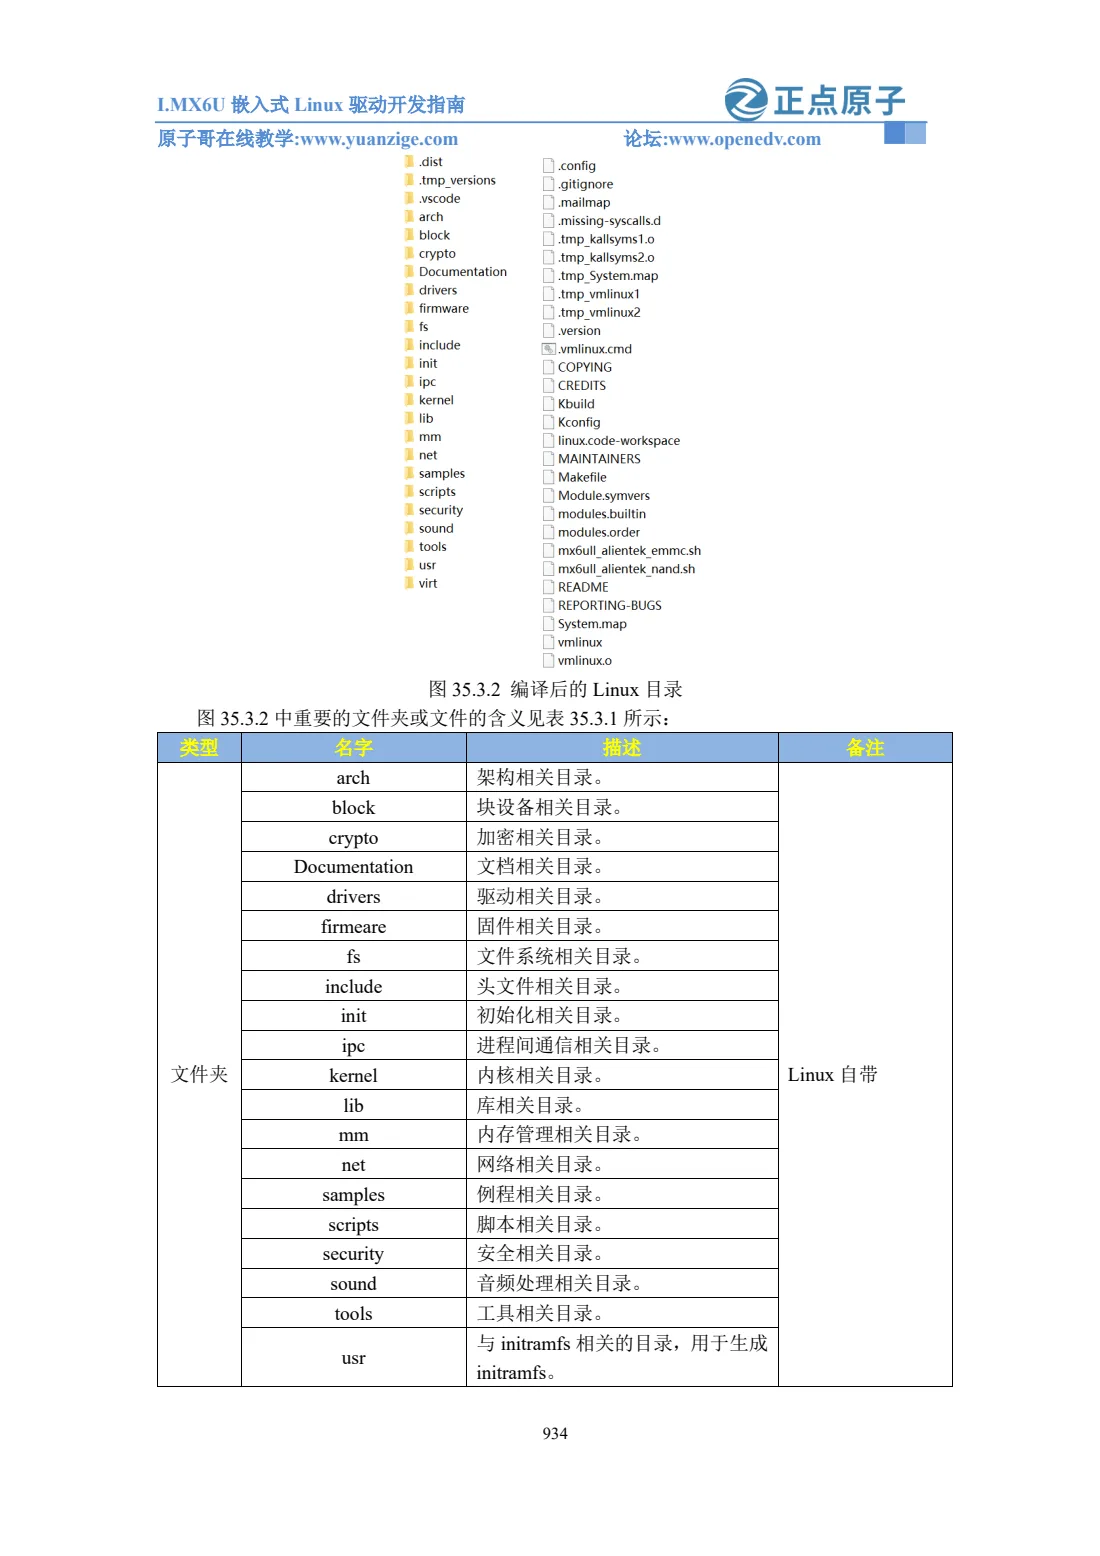 I.MX6U 嵌入式 Linux 驱动开发指南
正点原子
原子哥在线教学:www.yuanzige.com 论坛:www.openedv.com
.dist
.tmp_versions
.vscode
arch
block
crypto
Documentation
drivers
firmware
fs
include
init
ipc
kernel
lib
mm
net
samples
scripts
security
sound
tools
usr
virt
.config
.gitignore
.mailmap
.missing-syscalls.d
.tmp_kallsyms1.o
.tmp_kallsyms2.o
.tmp_System.map
.tmp_vmlinux1
.tmp_vmlinux2
.version
.vmlinux.cmd
COPYING
CREDITS
Kbuild
Kconfig
linux.code-workspace
MAINTAINERS
Makefile
Module.symvers
modules.builtin
modules.order
mx6ull_alientek_emmc.sh
mx6ull_alientek_nand.sh
README
REPORTING-BUGS
System.map
vmlinux
vmlinux.o
图 35.3.2 编译后的 Linux 目录
图 35.3.2 中重要的文件夹或文件的含义见表 35.3.1 所示：
类型 名字 描述 备注
arch 架构相关目录。
block 块设备相关目录。
crypto 加密相关目录。
Documentation 文档相关目录。
drivers 驱动相关目录。
firmeare 固件相关目录。
fs 文件系统相关目录。
include 头文件相关目录。
init 初始化相关目录。
ipc 进程间通信相关目录。
文件夹 kernel 内核相关目录。 Linux 自带
lib 库相关目录。
mm 内存管理相关目录。
net 网络相关目录。
samples 例程相关目录。
scripts 脚本相关目录。
security 安全相关目录。
sound 音频处理相关目录。
tools 工具相关目录。
usr 与 initramfs 相关的目录，用于生成
initramfs。
934